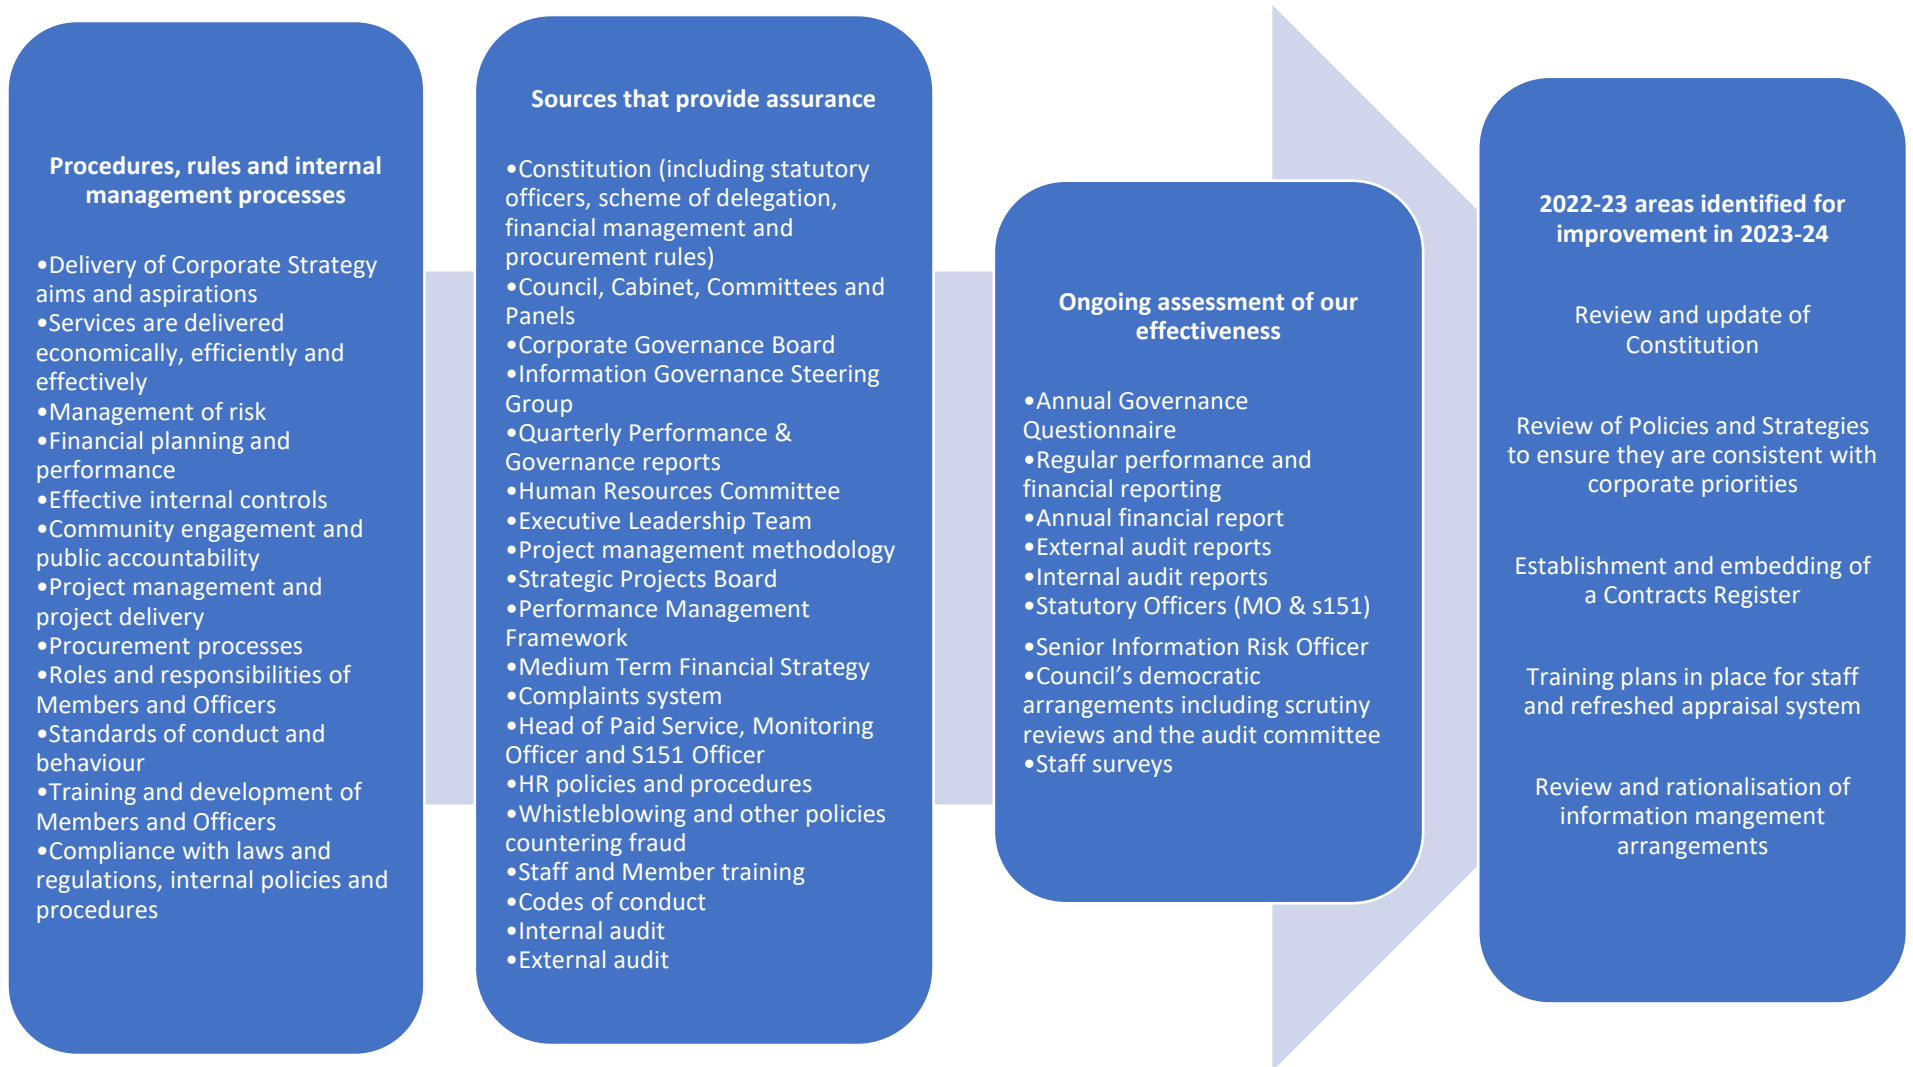 Procedures, rules and internal
management processes
•Delivery of Corporate Strategy
aims and aspirations
•Services are delivered
economically, efficiently and
effectively
•Management of risk
•Financial planning and
performance
•Effective internal controls
•Community engagement and
public accountability
•Project management and
project delivery
•Procurement processes
•Roles and responsibilities of
Members and Officers
•Standards of conduct and
behaviour
•Training and development of
Members and Officers
•Compliance with laws and
regulations, internal policies and
procedures
Sources that provide assurance
•Constitution (including statutory
officers, scheme of delegation,
financial management and
procurement rules)
•Council, Cabinet, Committees and
Panels
•Corporate Governance Board
•Information Governance Steering
Group
•Quarterly Performance &
Governance reports
•Human Resources Committee
•Executive Leadership Team
•Project management methodology
•Strategic Projects Board
•Performance Management
Framework
•Medium Term Financial Strategy
•Complaints system
•Head of Paid Service, Monitoring
Officer and S151 Officer
•HR policies and procedures
•Whistleblowing and other policies
countering fraud
•Staff and Member training
•Codes of conduct
•Internal audit
•External audit
Ongoing assessment of our
effectiveness
•Annual Governance
Questionnaire
•Regular performance and
financial reporting
•Annual financial report
•External audit reports
•Internal audit reports
•Statutory Officers (MO & s151)
•Senior Information Risk Officer
•Council’s democratic
arrangements including scrutiny
reviews and the audit committee
•Staff surveys
2022-23 areas identified for
improvement in 2023-24
Review and update of
Constitution
Review of Policies and Strategies
to ensure they are consistent with
corporate priorities
Establishment and embedding of
a Contracts Register
Training plans in place for staff
and refreshed appraisal system
Review and rationalisation of
information mangement
arrangements